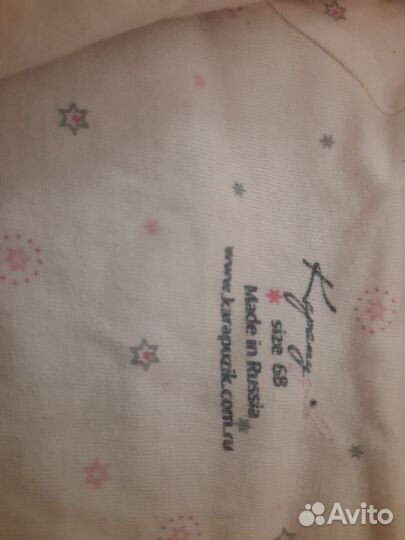 size 68
Made in Russia
www.karapuzik.com.ru
Avito